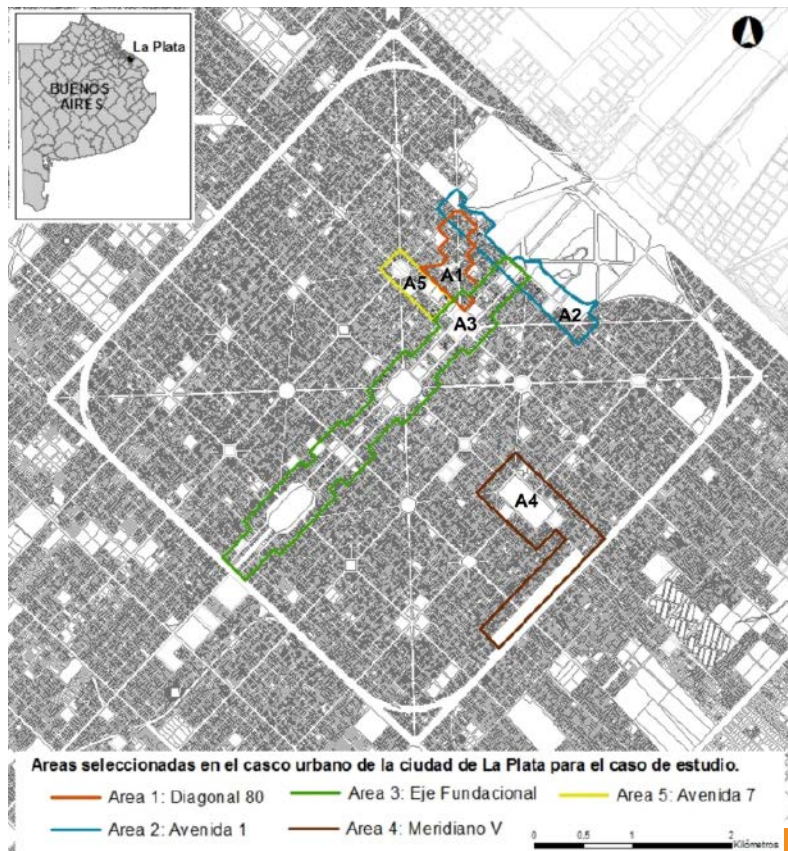 La Plata
BUENOS
AIRES
A1
A5
A2
A3
A4
Areas seleccionadas en el casco urbano de la ciudad de La Plata para el caso de estudio.
Area 1: Diagonal 80
Area 3: Eje Fundacional
Area 5: Avenida 7
Area 2: Avenida 1
Area 4: Meridiano V
0 0,5 1 2
Kilómetros